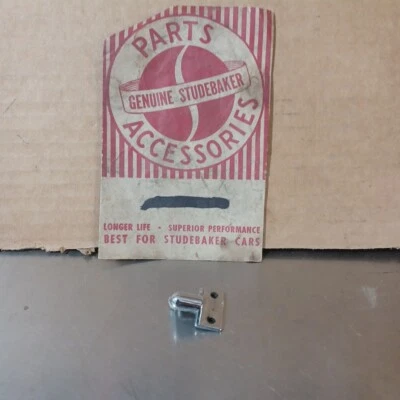 PARTS
GENUINE STUDEBAKER
ACCESSORIES
LONGER LIFE - SUPERIOR PERFORMANCE
BEST FOR STUDEBAKER CARS